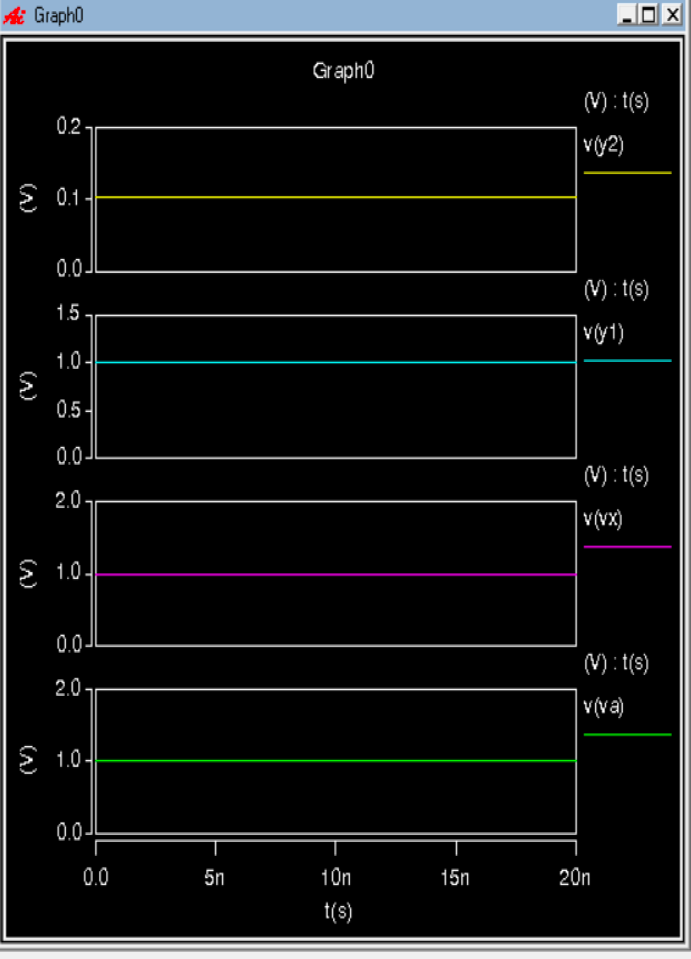 Graph0
Graph0
(V) : t(s)
v(y2)
0.2
0.1
0.0
(V)
(V) : t(s)
v(y1)
1.5
1.0
0.5
0.0
(V)
(V) : t(s)
v(vx)
2.0
1.0
0.0
(V)
(V) : t(s)
v(va)
2.0
1.0
0.0
(V)
0.0 5n 10n 15n 20n
t(s)